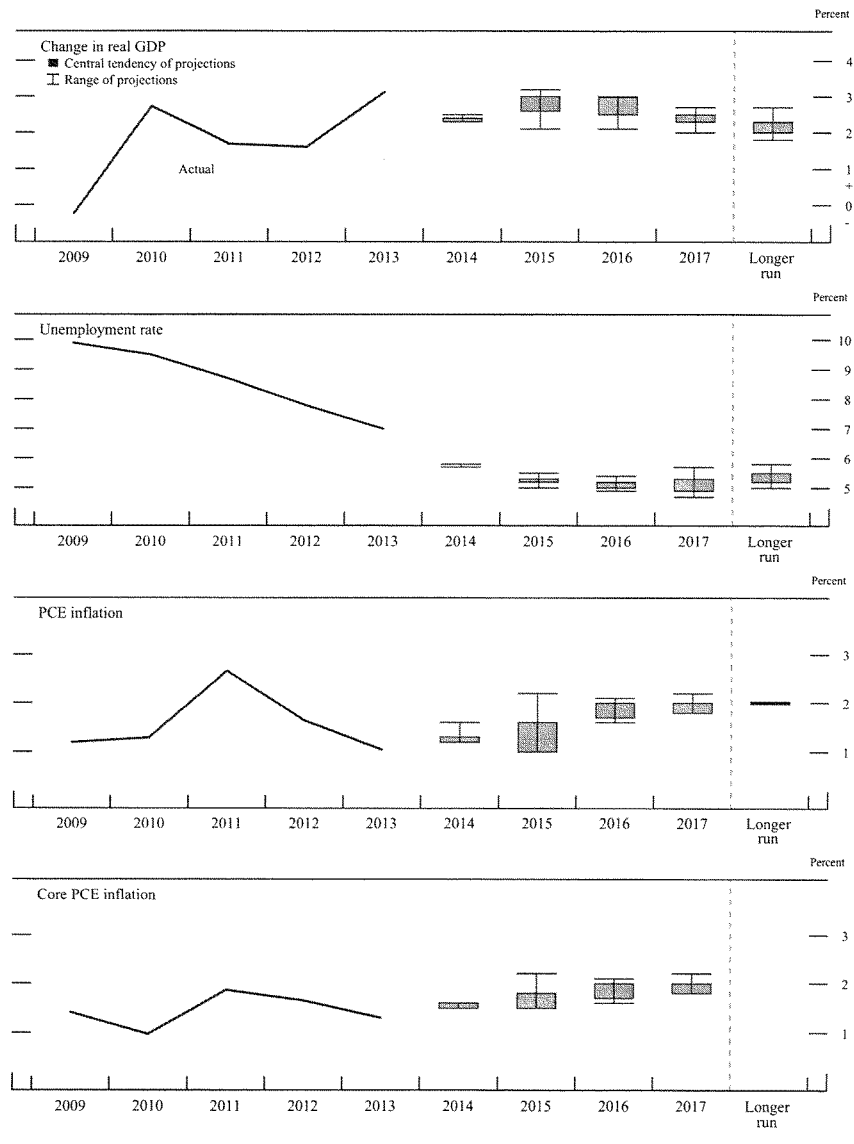 Percent
Change in real GDP
Central tendency of projections
Range of projections
Actual
4
3
2
1
+
0
-
2009 2010 2011 2012 2013 2014 2015 2016 2017 Longer run
Percent
Unemployment rate
10
9
8
7
6
5
2009 2010 2011 2012 2013 2014 2015 2016 2017 Longer run
Percent
PCE inflation
3
2
1
2009 2010 2011 2012 2013 2014 2015 2016 2017 Longer run
Percent
Core PCE inflation
3
2
1
2009 2010 2011 2012 2013 2014 2015 2016 2017 Longer run